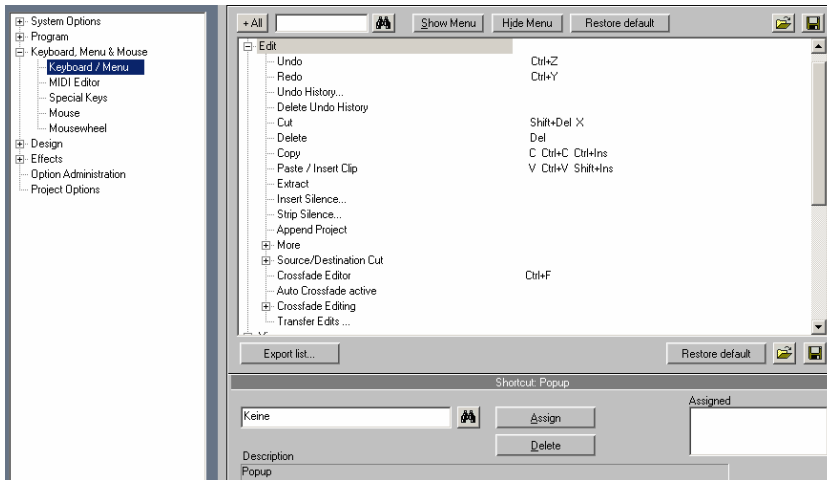 System Options
Program
Keyboard, Menu & Mouse
Keyboard / Menu
MIDI Editor
Special Keys
Mouse
Mousewheel
Design
Effects
Option Administration
Project Options
+ All
Show Menu
Hide Menu
Restore default
Edit
Undo Ctrl+Z
Redo Ctrl+Y
Undo History...
Delete Undo History
Cut Shift+Del X
Delete Del
Copy C Ctrl+C Ctrl+Ins
Paste / Insert Clip V Ctrl+V Shift+Ins
Extract
Insert Silence...
Strip Silence...
Append Project
More
Source/Destination Cut
Crossfade Editor Ctrl+F
Auto Crossfade active
Crossfade Editing
Transfer Edits ...
Export list...
Restore default
Shortcut: Popup
Keine
Assign
Assigned
Delete
Description
Popup